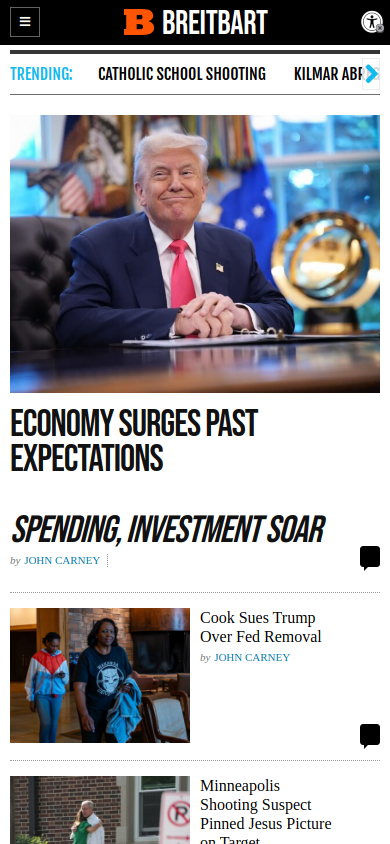 BREITBART
TRENDING:
CATHOLIC SCHOOL SHOOTING
KILMAR
ECONOMY SURGES PAST
EXPECTATIONS
SPENDING, INVESTMENT SOAR
by JOHN CARNEY
Cook Sues Trump
Over Fed Removal
by JOHN CARNEY
Minneapolis
Shooting Suspect
Pinned Jesus Picture
on Target